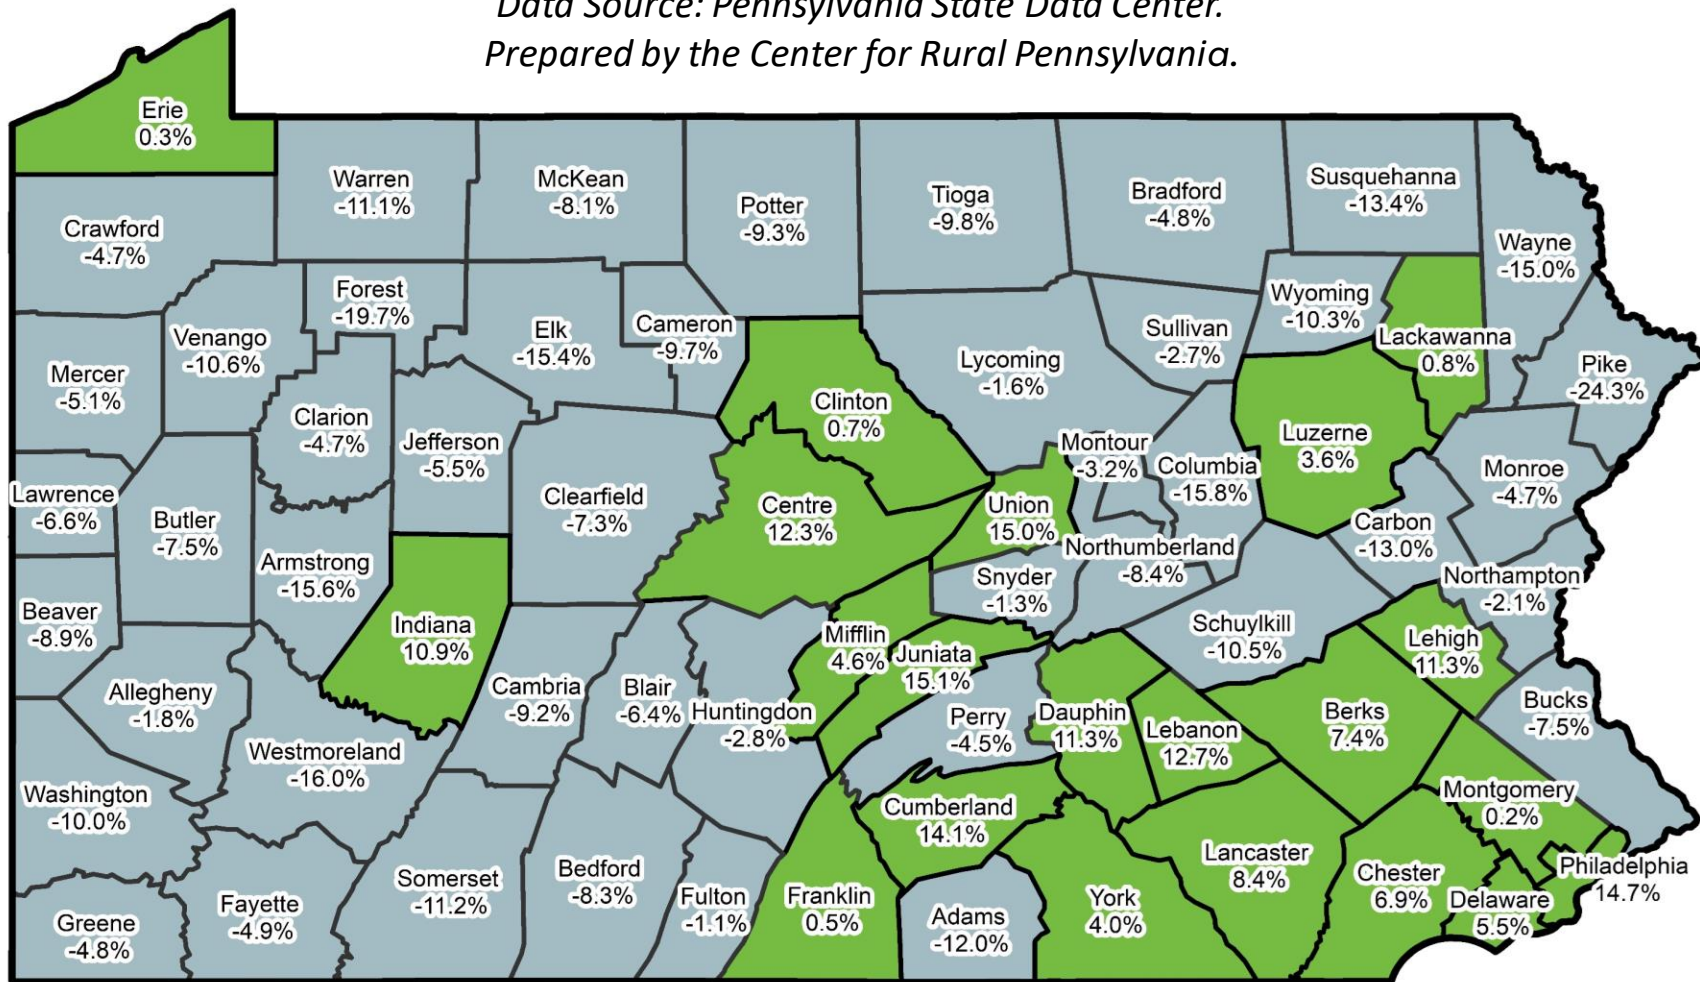 Data Source: Pennsylvania State Data Center.
Prepared by the Center for Rural Pennsylvania.
Erie
0.3%
Warren
-11.1%
McKean
-8.1%
Potter
-9.3%
Tioga
-9.8%
Bradford
-4.8%
Susquehanna
-13.4%
Crawford
-4.7%
Wayne
-15.0%
Forest
-19.7%
Venango
-10.6%
Elk
-15.4%
Cameron
-9.7%
Wyoming
-10.3%
Sullivan
-2.7%
Lackawanna
0.8%
Lycoming
-1.6%
Pike
-24.3%
Mercer
-5.1%
Clarion
-4.7%
Jefferson
-5.5%
Clinton
0.7%
Montour
-3.2%
Columbia
-15.8%
Luzerne
3.6%
Monroe
-4.7%
Lawrence
-6.6%
Butler
-7.5%
Clearfield
-7.3%
Centre
12.3%
Union
15.0%
Carbon
-13.0%
Armstrong
-15.6%
Northumberland
-8.4%
Snyder
-1.3%
Northampton
-2.1%
Beaver
-8.9%
Indiana
10.9%
Mifflin
4.6%
Juniata
15.1%
Schuylkill
-10.5%
Lehigh
11.3%
Allegheny
-1.8%
Cambria
-9.2%
Blair
-6.4%
Huntingdon
-2.8%
Perry
-4.5%
Dauphin
11.3%
Lebanon
12.7%
Berks
7.4%
Bucks
-7.5%
Westmoreland
-16.0%
Washington
-10.0%
Cumberland
14.1%
Montgomery
0.2%
Somerset
-11.2%
Bedford
-8.3%
Lancaster
8.4%
Chester
6.9%
Philadelphia
14.7%
Greene
-4.8%
Fayette
-4.9%
Fulton
-1.1%
Franklin
0.5%
Adams
-12.0%
York
4.0%
Delaware
5.5%